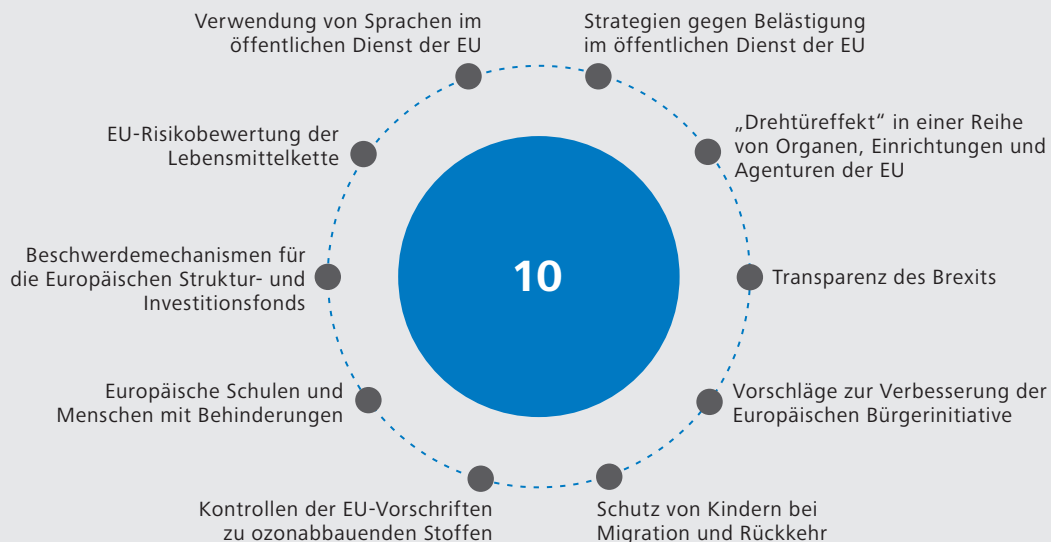 Verwendung von Sprachen im
öffentlichen Dienst der EU
Strategien gegen Belästigung
im öffentlichen Dienst der EU
EU-Risikobewertung der
Lebensmittelkette
„Drehtüreffekt“ in einer Reihe
von Organen, Einrichtungen und
Agenturen der EU
Beschwerdemechanismen für
die Europäischen Struktur- und
Investitionsfonds
10
Transparenz des Brexits
Europäische Schulen und
Menschen mit Behinderungen
Vorschläge zur Verbesserung der
Europäischen Bürgerinitiative
Kontrollen der EU-Vorschriften
zu ozonabbauenden Stoffen
Schutz von Kindern bei
Migration und Rückkehr